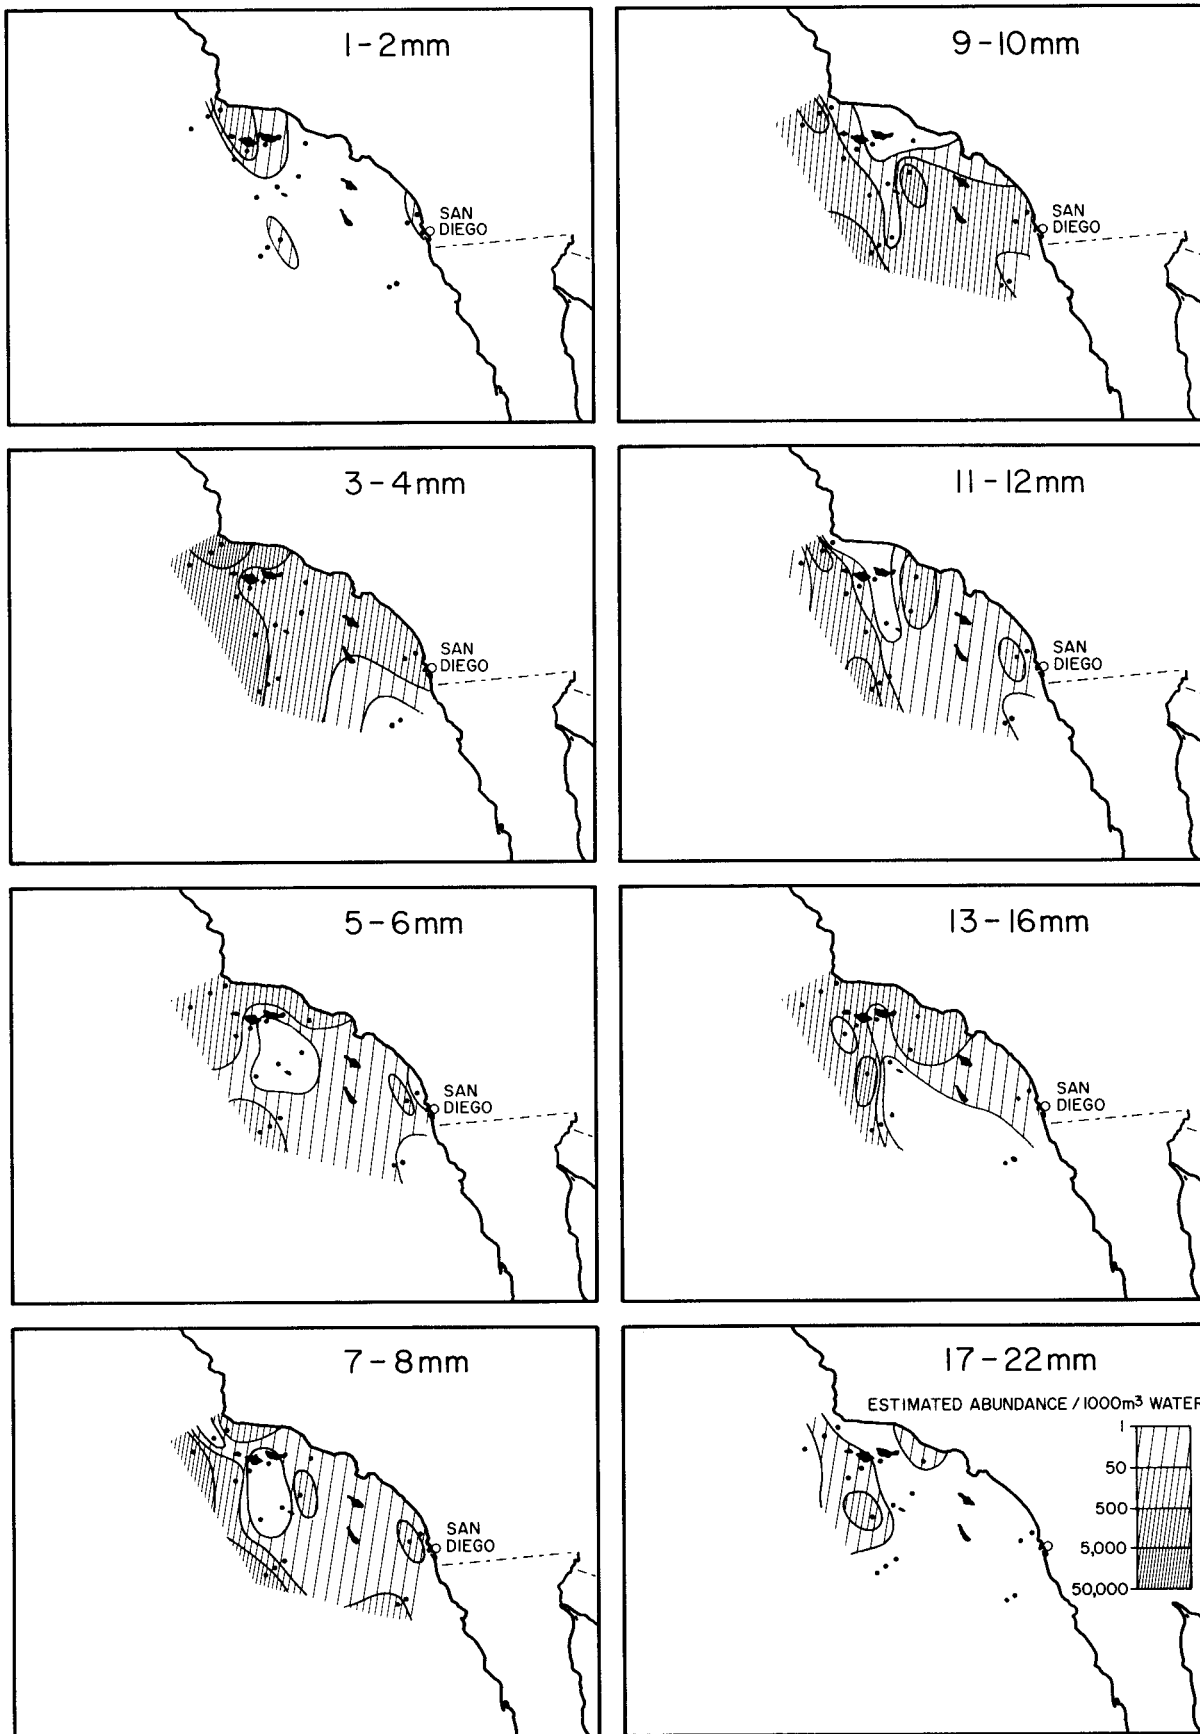 1-2mm
SAN
DIEGO
9-10mm
SAN
DIEGO
3-4mm
SAN
DIEGO
11-12mm
SAN
DIEGO
5-6mm
SAN
DIEGO
13-16mm
SAN
DIEGO
7-8mm
SAN
DIEGO
17-22mm
ESTIMATED ABUNDANCE / 1000m³ WATER
1
50
500
5,000
50,000